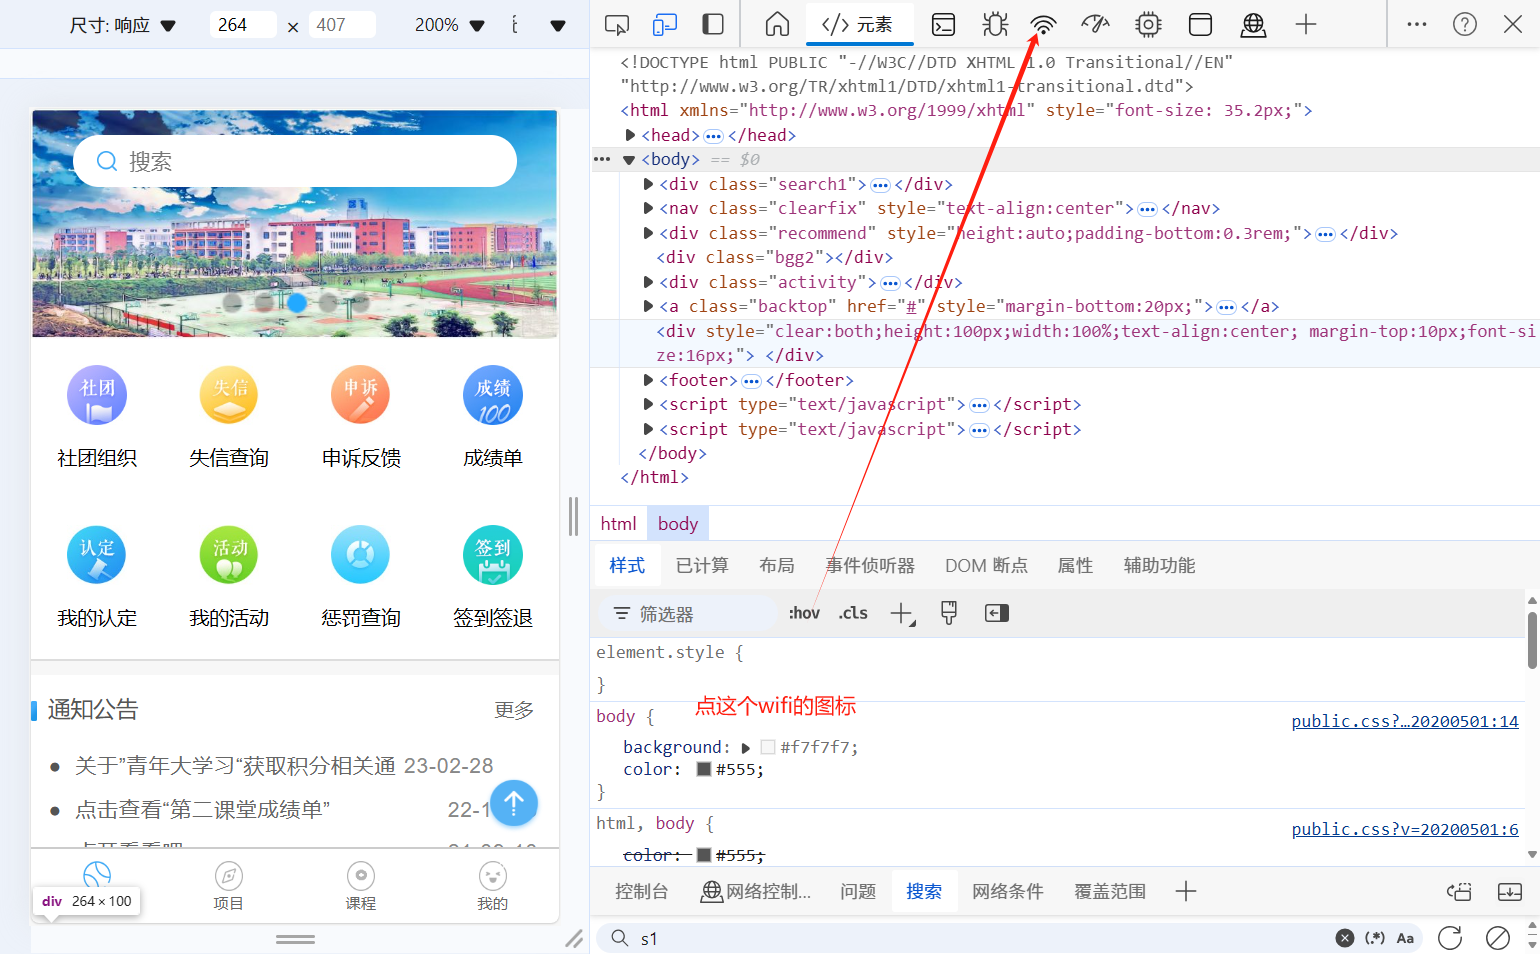 尺寸: 响应 264 × 407 200%
元素
搜索
社团 失信 申诉 成绩 100
社团组织 失信查询 申诉反馈 成绩单
认定 活动 签到
我的认定 我的活动 惩罚查询 签到签退
通知公告 更多
关于”青年大学习“获取积分相关通 23-02-28
点击查看“第二课堂成绩单” 22-1
项目 课程 我的
div 264 × 100
<!DOCTYPE html PUBLIC "-//W3C//DTD XHTML 1.0 Transitional//EN"
"http://www.w3.org/TR/xhtml1/DTD/xhtml1-transitional.dtd">
<html xmlns="http://www.w3.org/1999/xhtml" style="font-size: 35.2px;">
<head>…</head>
… <body> == $0
<div class="search1">…</div>
<nav class="clearfix" style="text-align:center">…</nav>
<div class="recommend" style="height:auto;padding-bottom:0.3rem;">…</div>
<div class="bgg2"></div>
<div class="activity">…</div>
<a class="backtop" href="#" style="margin-bottom:20px;">…</a>
<div style="clear:both;height:100px;width:100%;text-align:center; margin-top:10px;font-si
ze:16px;"> </div>
<footer>…</footer>
<script type="text/javascript">…</script>
<script type="text/javascript">…</script>
</body>
</html>
html body
样式 已计算 布局 事件侦听器 DOM 断点 属性 辅助功能
筛选器 :hov .cls
element.style {
}
点这个wifi的图标
body { public.css?…20200501:14
background: #f7f7f7;
color: #555;
}
html, body { public.css?v=20200501:6
color: #555;
控制台 网络控制... 问题 搜索 网络条件 覆盖范围
s1 (.*) Aa